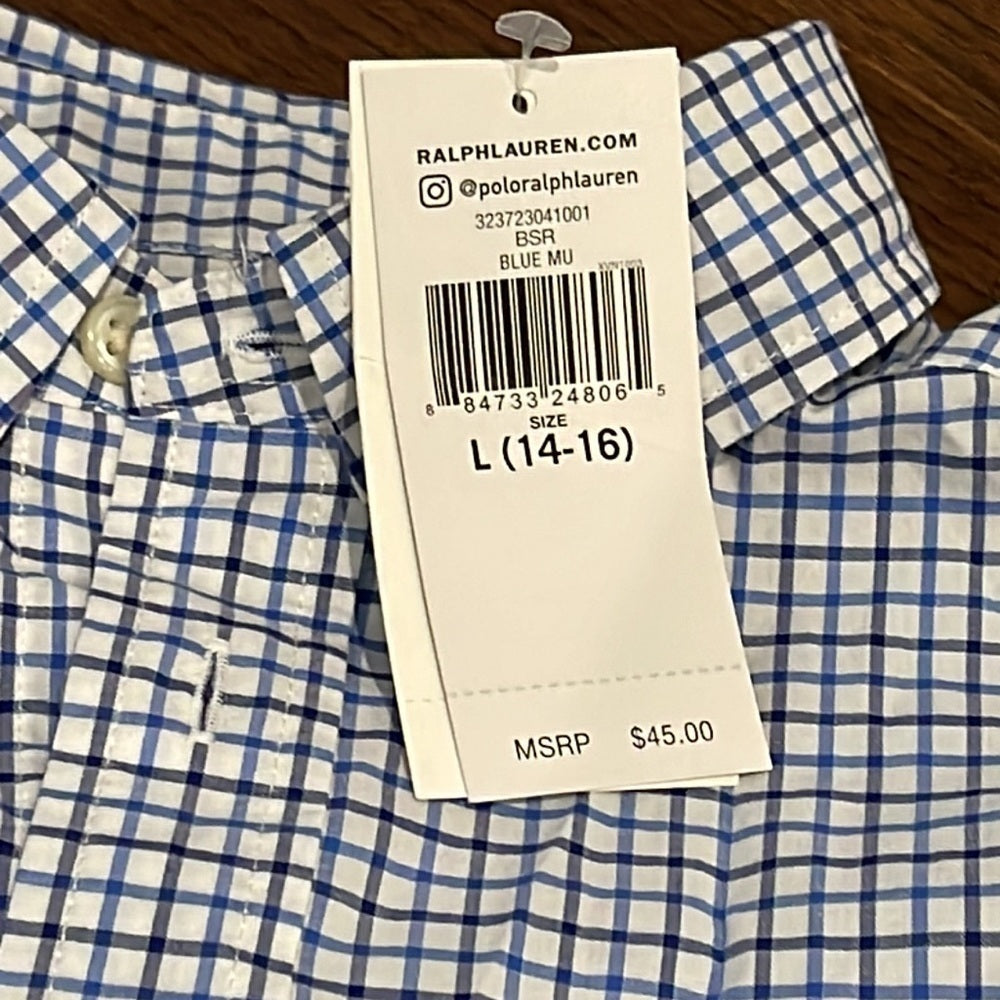 RALPHLAUREN.COM
@poloralphlauren
323723041001
BSR
BLUE MU
8 84733 24806 5
SIZE
L (14-16)
MSRP $45.00